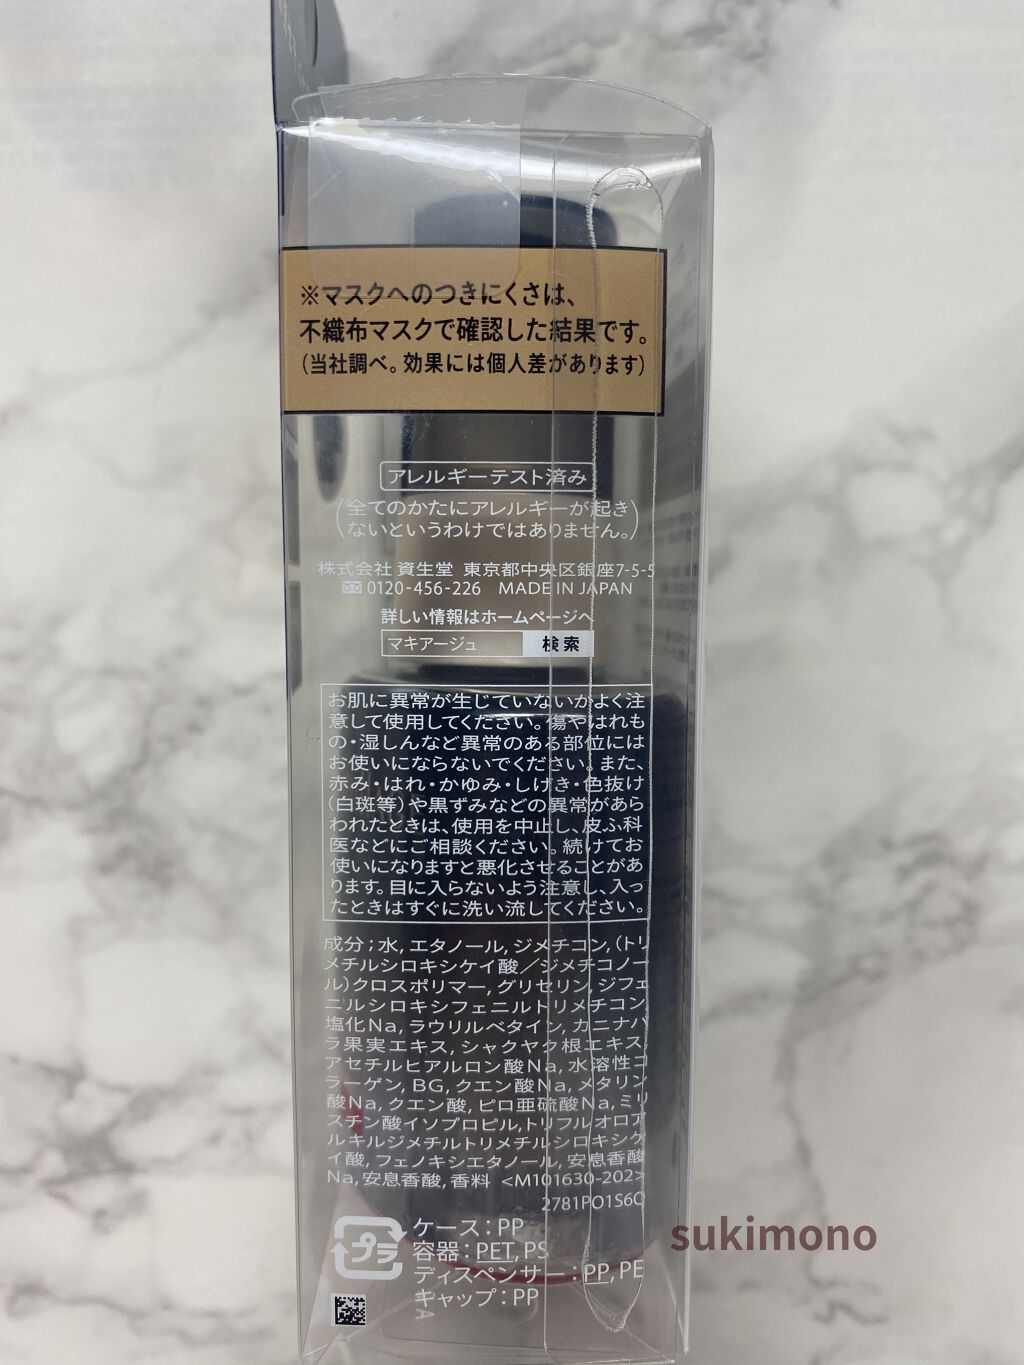 ※マスクへのつきにくさは、
不織布マスクで確認した結果です。
(当社調べ。効果には個人差があります)
アレルギーテスト済み
(全てのかたにアレルギーが起き
ないというわけではありません。)
株式会社 資生堂 東京都中央区銀座7-5-5
0120-456-226 MADE IN JAPAN
詳しい情報はホームページへ
マキアージュ 検索
お肌に異常が生じていないかよく注
意して使用してください。傷やはれも
の・湿しんなど異常のある部位には
お使いにならないでください。また、
赤み・はれ・かゆみ・しげき・色抜け
(白斑等)や黒ずみなどの異常があら
われたときは、使用を中止し、皮ふ科
医などにご相談ください。続けてお
使いになりますと悪化させることがあ
ります。目に入らないよう注意し、入っ
たときはすぐに洗い流してください。
成分;水,エタノール,ジメチコン,(トリ
メチルシロキシケイ酸/ジメチコノー
ル)クロスポリマー,グリセリン,ジフェ
ニルシロキシフェニルトリメチコン,
塩化Na,ラウリルベタイン,カニナバ
ラ果実エキス,シャクヤク根エキス,
アセチルヒアルロン酸Na,水溶性コ
ラーゲン,BG,クエン酸Na,メタリン
酸Na,クエン酸,ピロ亜硫酸Na,ミリ
スチン酸イソプロピル,トリフルオロア
ルキルジメチルトリメチルシロキシケ
イ酸,フェノキシエタノール,安息香酸
Na,安息香酸,香料 <M101630-202>
2781PO1S6Q
プラ
ケース:PP
容器:PET,PS
ディスペンサー:PP,PE
キャップ:PP
A
sukimono